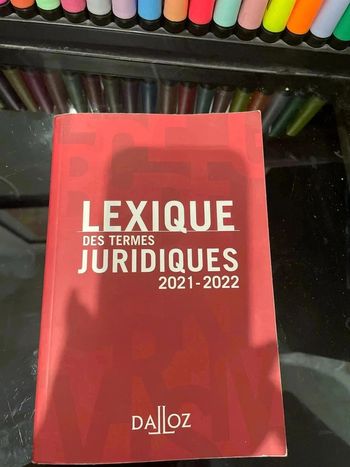 LEXIQUE
DES TERMES
JURIDIQUES
2021-2022
DALLOZ